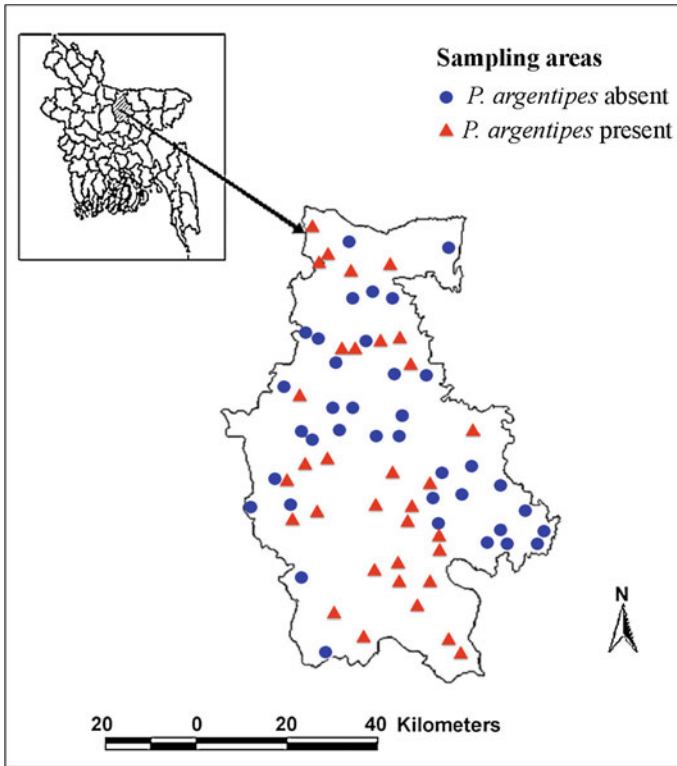 Sampling areas
P. argentipes absent
P. argentipes present
N
20 0 20 40 Kilometers